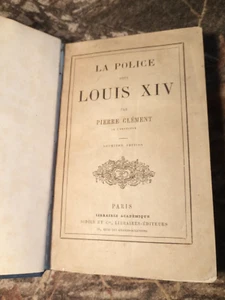 LA POLICE
SOUS
LOUIS XIV
PAR
PIERRE CLÉMENT
DEUXIÈME ÉDITION
PARIS
LIBRAIRIE ACADÉMIQUE
DIDIER ET Cie, LIBRAIRES-ÉDITEURS